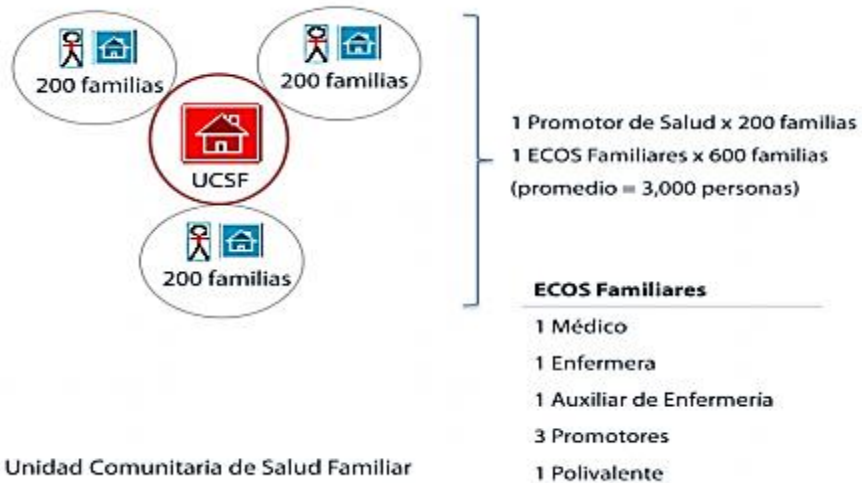 200 familias
200 familias
UCSF
200 familias
1 Promotor de Salud x 200 familias
1 ECOS Familiares x 600 familias
(promedio = 3,000 personas)
ECOS Familiares
1 Médico
1 Enfermera
1 Auxiliar de Enfermería
3 Promotores
1 Polivalente
Unidad Comunitaria de Salud Familiar